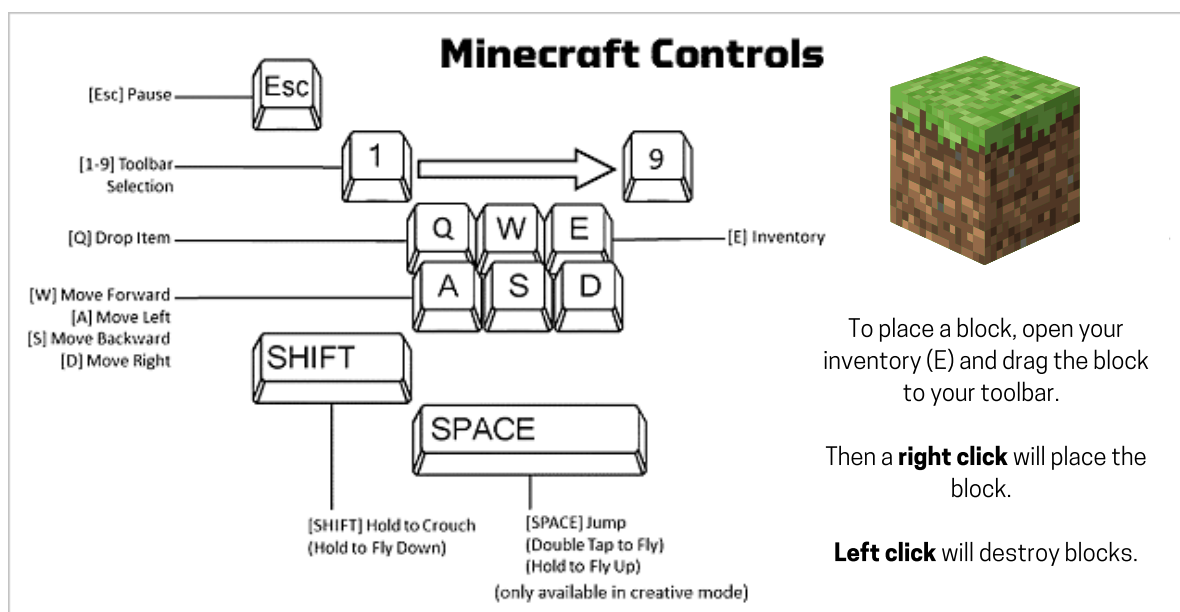 Minecraft Controls
[Esc] Pause
Esc
[1-9] Toolbar
Selection
1
9
[Q] Drop Item
Q
W
E
[E] Inventory
[W] Move Forward
[A] Move Left
[S] Move Backward
[D] Move Right
A
S
D
SHIFT
SPACE
[SHIFT] Hold to Crouch
(Hold to Fly Down)
[SPACE] Jump
(Double Tap to Fly)
(Hold to Fly Up)
(only available in creative mode)
To place a block, open your
inventory (E) and drag the block
to your toolbar.
Then a right click will place the
block.
Left click will destroy blocks.